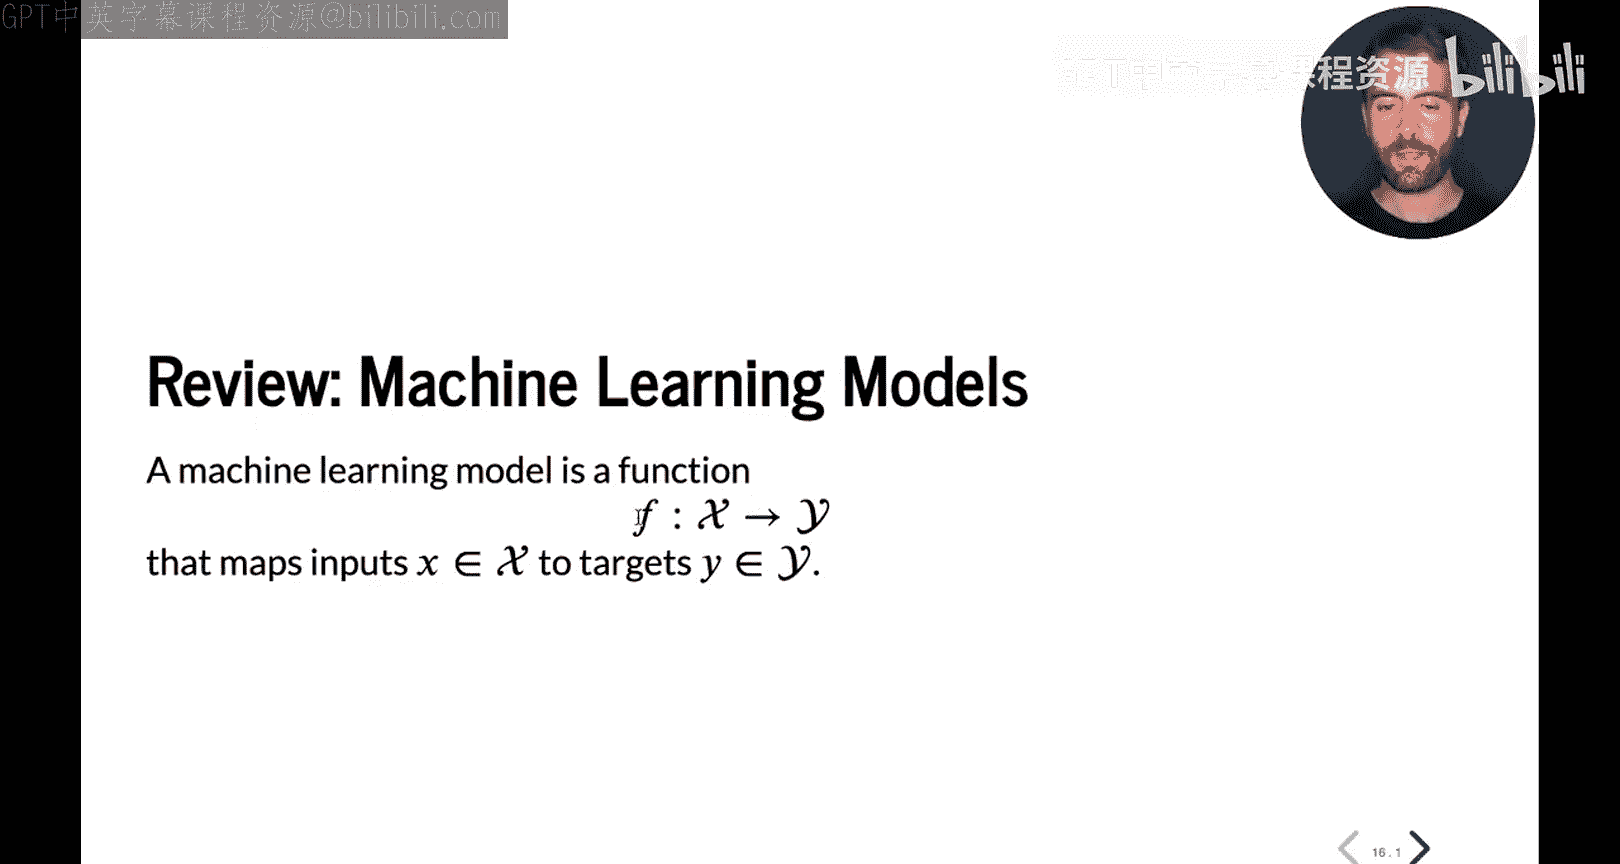 GPT中英字幕课程资源@bilibili.com
程资源 bilibili
Review: Machine Learning Models
A machine learning model is a function
f : 𝒳 → 𝒴
that maps inputs x ∈ 𝒳 to targets y ∈ 𝒴.
16.1